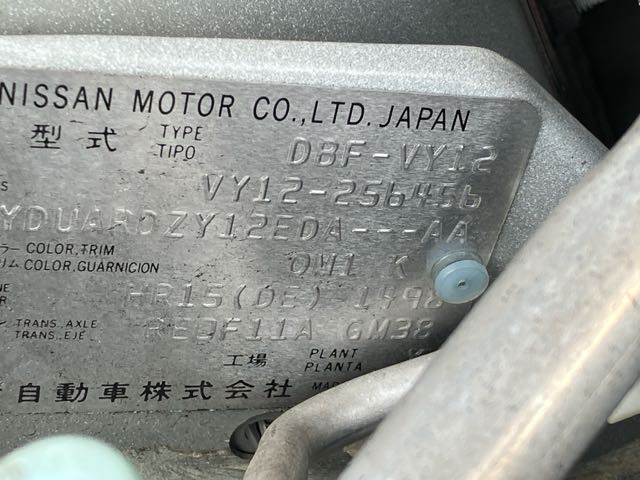 NISSAN MOTOR CO.,LTD. JAPAN
型式 TYPE TIPO DBF-VY12
VY12-256456
YDUARDZY12EDA---AA
COLOR,TRIM
COLOR,GUARNICION QM1 K
HR15(DE) 1498
TRANS.,AXLE
TRANS.,EJE RE0F11A GM38
工場 PLANT PLANTA
自動車株式会社